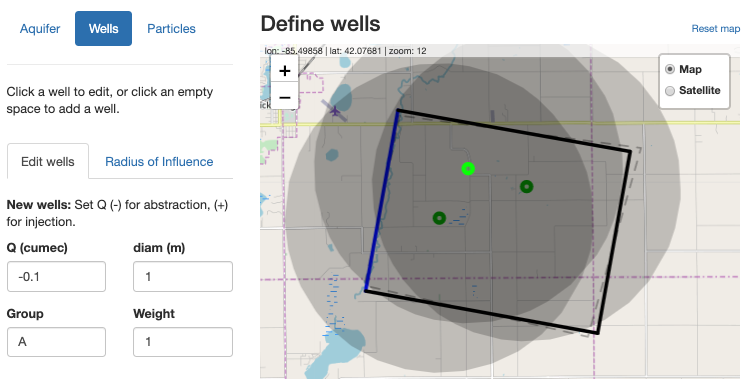 Aquifer
Wells
Particles
Click a well to edit, or click an empty
space to add a well.
Edit wells
Radius of Influence
New wells: Set Q (-) for abstraction, (+)
for injection.
Q (cumec)
diam (m)
-0.1
1
Group
Weight
A
1
Define wells
Reset map
lon: -85.49858 | lat: 42.07681 | zoom: 12
+
−
Map
Satellite